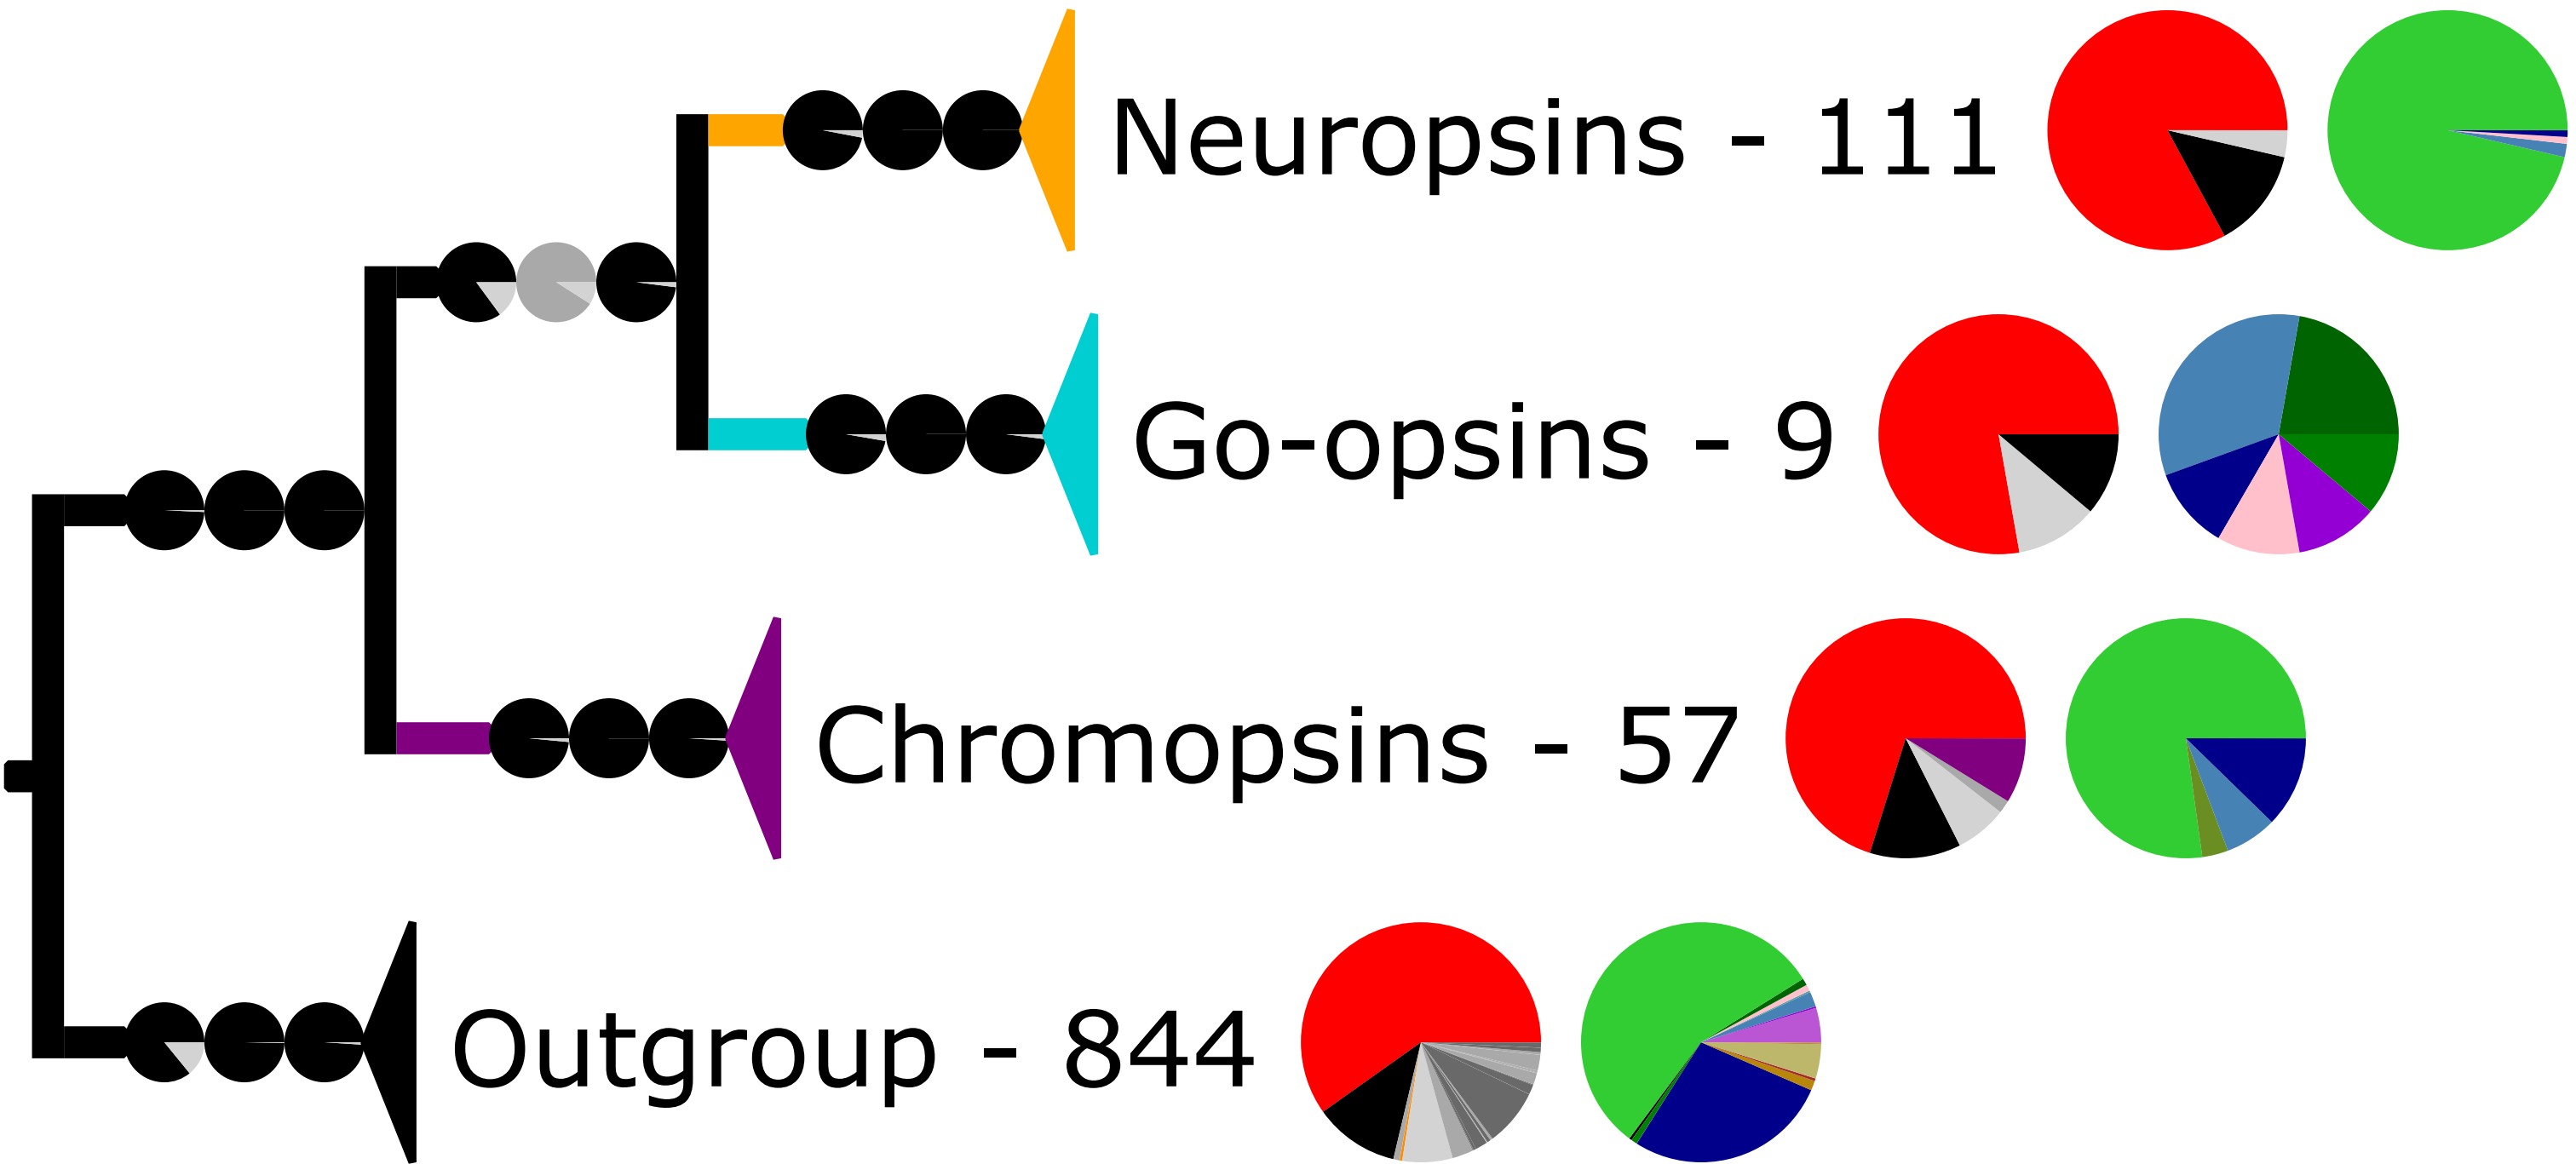 Neuropsins - 111
Go-opsins - 9
Chromopsins - 57
Outgroup - 844